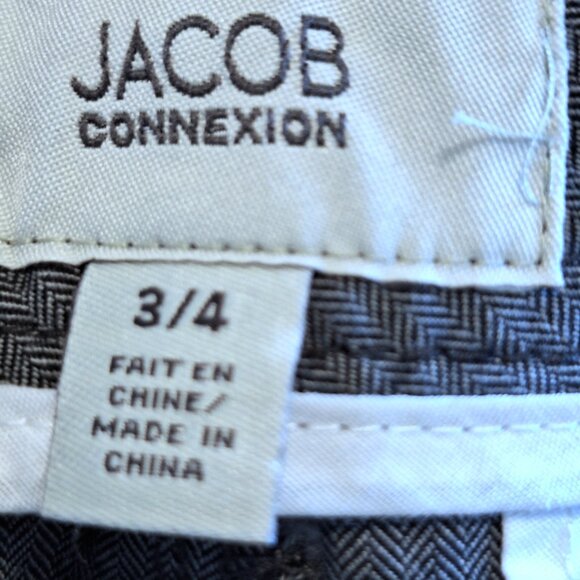 JACOB
CONNEXION
3/4
FAIT EN
CHINE/
MADE IN
CHINA